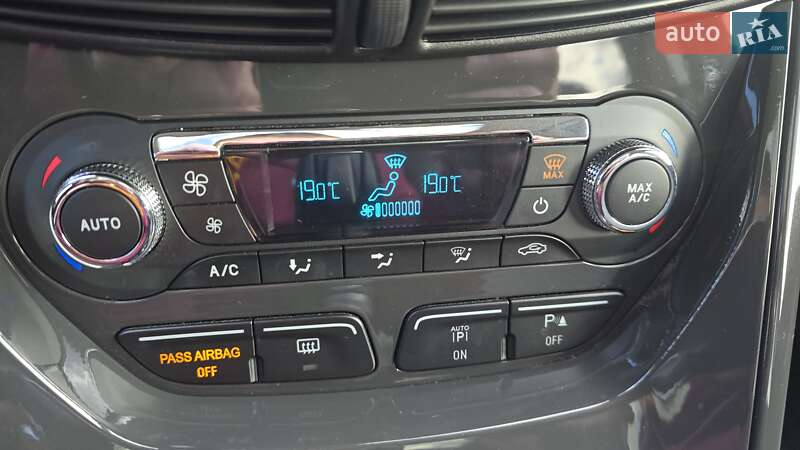 auto RIA .com
19.0°C 19.0°C
MAX
AUTO
MAX
A/C
A/C
PASS AIRBAG
OFF
AUTO
P
ON
P
OFF